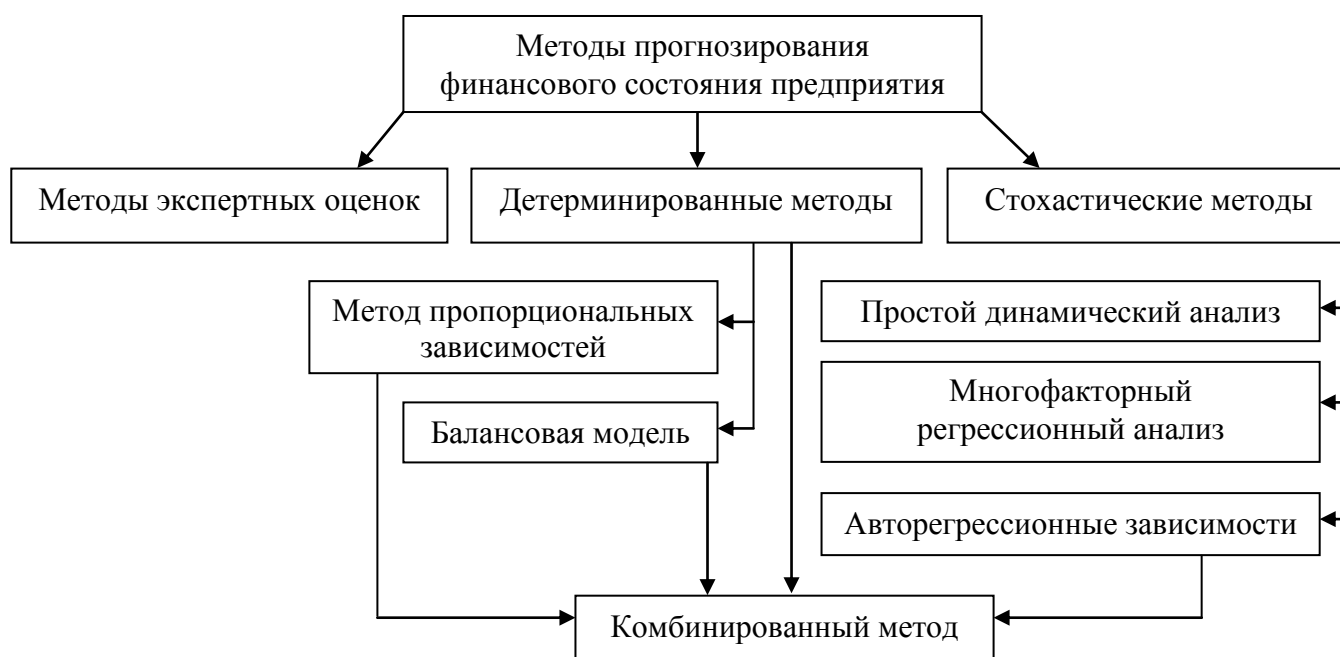 Методы прогнозирования
финансового состояния предприятия
Методы экспертных оценок
Детерминированные методы
Стохастические методы
Метод пропорциональных
зависимостей
Простой динамический анализ
Балансовая модель
Многофакторный
регрессионный анализ
Авторегрессионные зависимости
Комбинированный метод